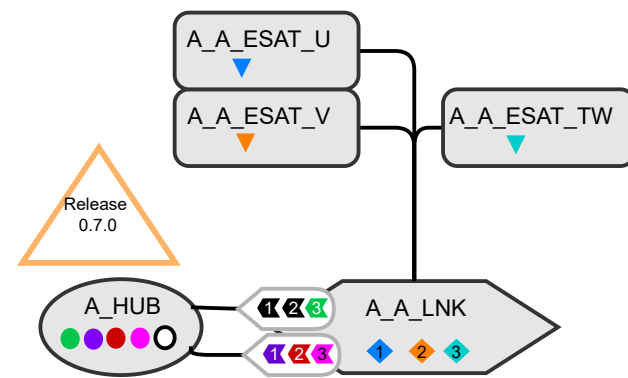 A_A_ESAT_U
A_A_ESAT_V
A_A_ESAT_TW
Release
0.7.0
A_HUB
1 2 3
A_A_LNK
1 2 3
1 2 3